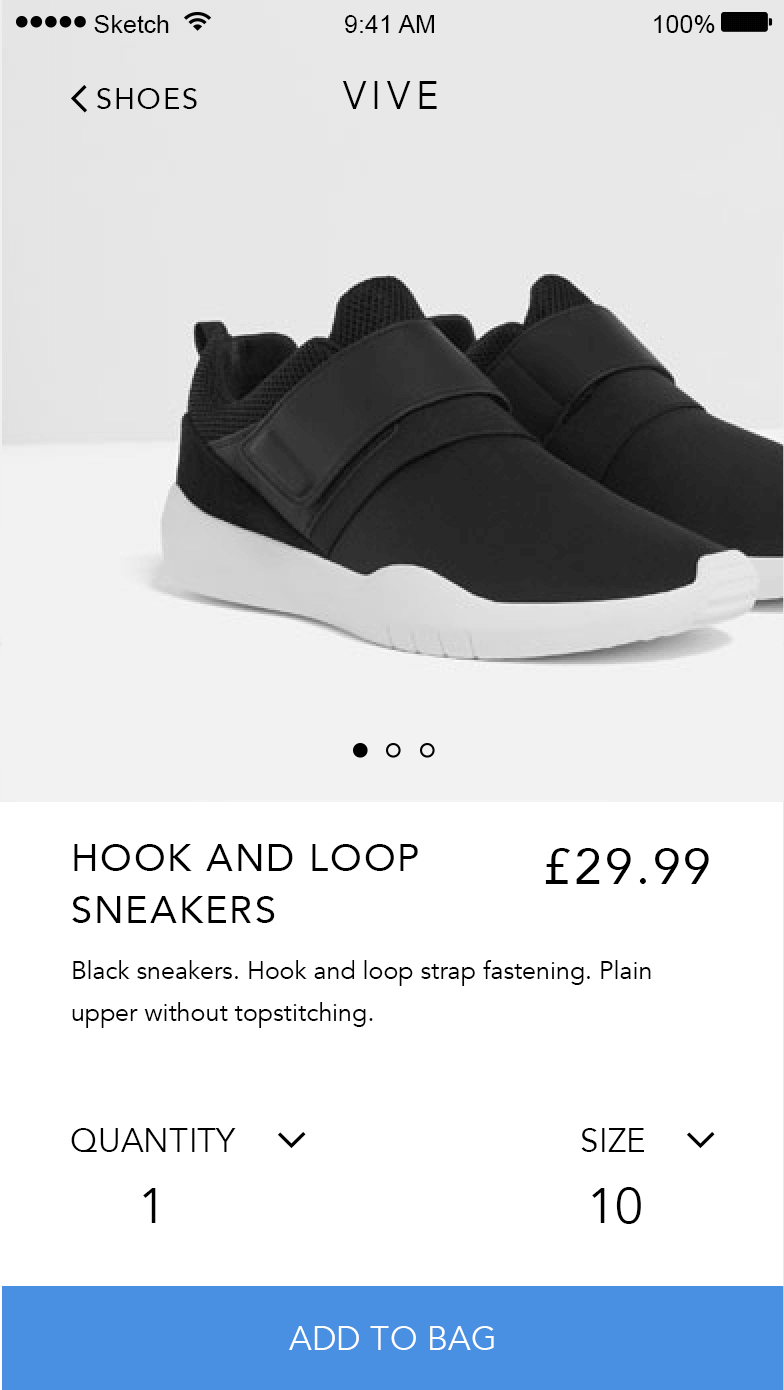 Sketch 9:41 AM 100%
SHOES VIVE
HOOK AND LOOP
SNEAKERS
£29.99
Black sneakers. Hook and loop strap fastening. Plain
upper without topstitching.
QUANTITY SIZE
1 10
ADD TO BAG